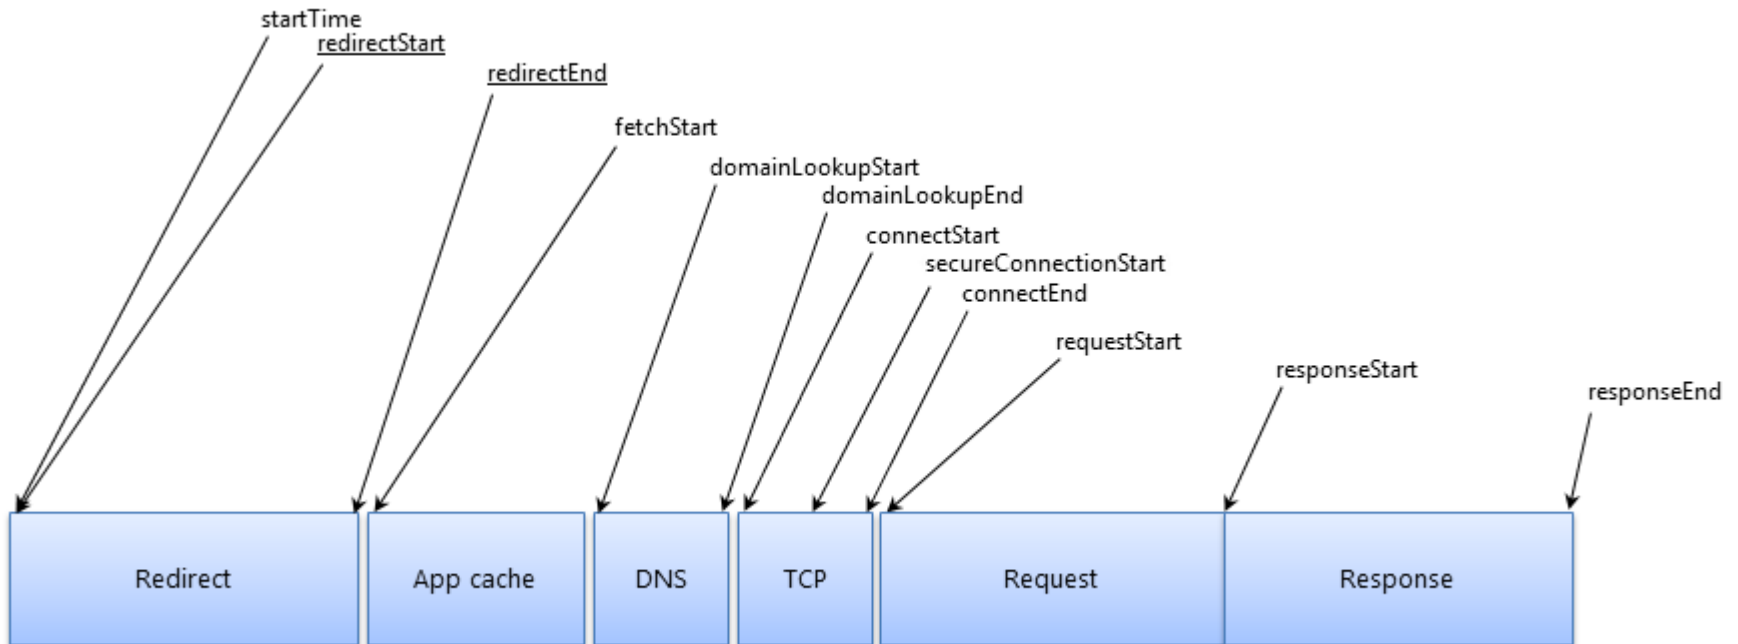 startTime
redirectStart
redirectEnd
fetchStart
domainLookupStart
domainLookupEnd
connectStart
secureConnectionStart
connectEnd
requestStart
responseStart
responseEnd
Redirect
App cache
DNS
TCP
Request
Response